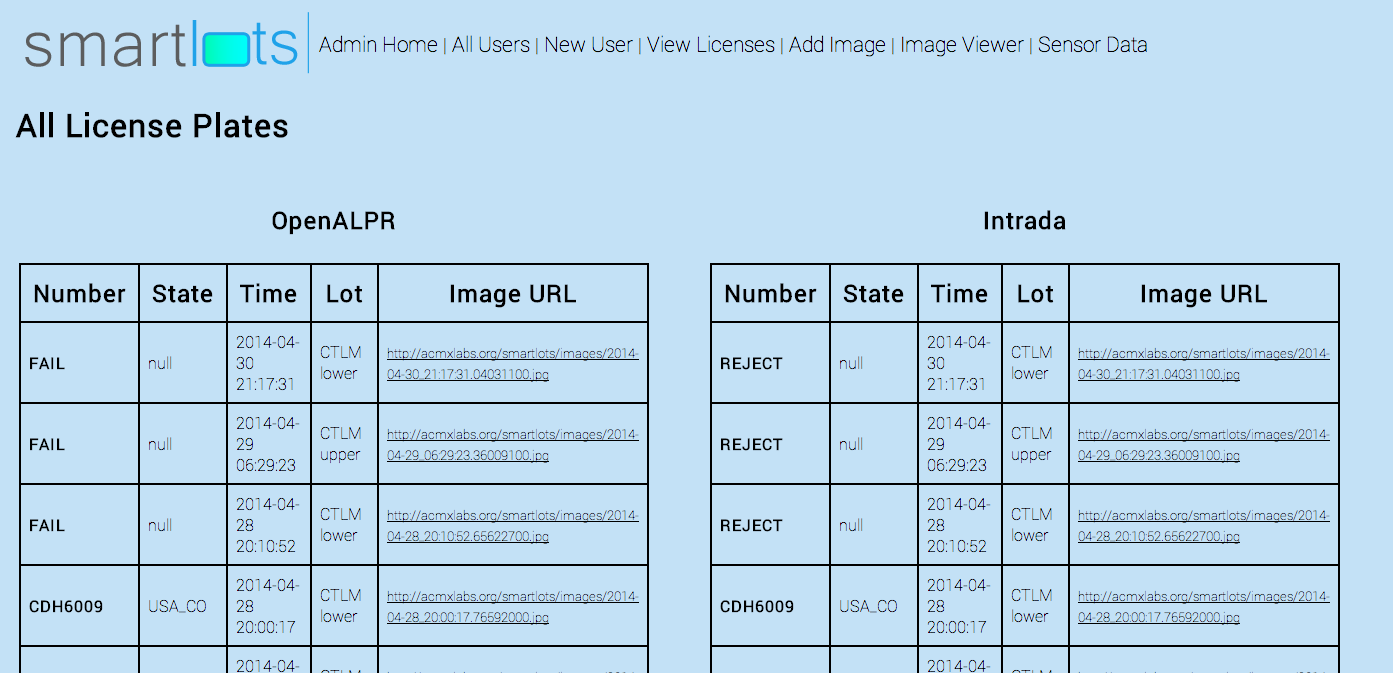 smartlots
Admin Home | All Users | New User | View Licenses | Add Image | Image Viewer | Sensor Data
All License Plates
OpenALPR
Number State Time Lot Image URL
FAIL null 2014-04-30 21:17:31 CTLM lower http://acmxlabs.org/smartlots/images/2014-04-30_21:17:31.04031100.jpg
FAIL null 2014-04-29 06:29:23 CTLM upper http://acmxlabs.org/smartlots/images/2014-04-29_06:29:23.36009100.jpg
FAIL null 2014-04-28 20:10:52 CTLM lower http://acmxlabs.org/smartlots/images/2014-04-28_20:10:52.65622700.jpg
CDH6009 USA_CO 2014-04-28 20:00:17 CTLM lower http://acmxlabs.org/smartlots/images/2014-04-28_20:00:17.76592000.jpg
2014-04-
Intrada
Number State Time Lot Image URL
REJECT null 2014-04-30 21:17:31 CTLM lower http://acmxlabs.org/smartlots/images/2014-04-30_21:17:31.04031100.jpg
REJECT null 2014-04-29 06:29:23 CTLM upper http://acmxlabs.org/smartlots/images/2014-04-29_06:29:23.36009100.jpg
REJECT null 2014-04-28 20:10:52 CTLM lower http://acmxlabs.org/smartlots/images/2014-04-28_20:10:52.65622700.jpg
CDH6009 USA_CO 2014-04-28 20:00:17 CTLM lower http://acmxlabs.org/smartlots/images/2014-04-28_20:00:17.76592000.jpg
2014-04-